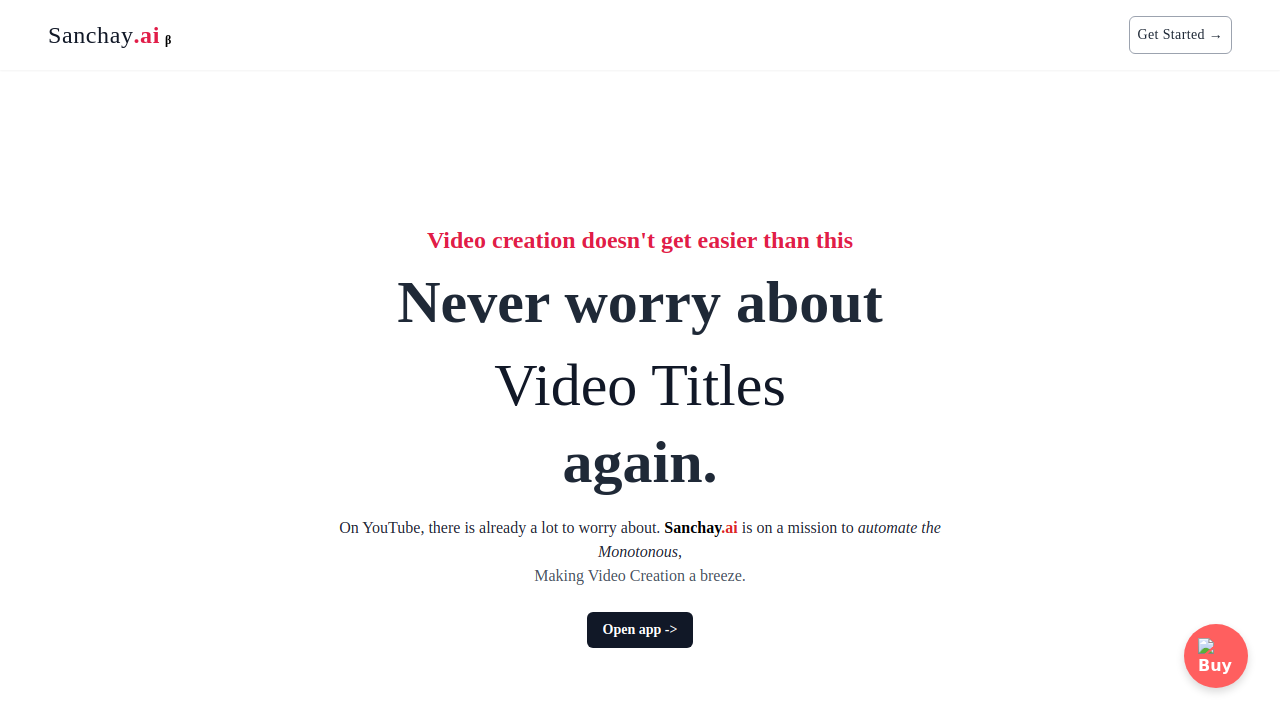 Sanchay.ai β
Get Started →
Video creation doesn't get easier than this
Never worry about
Video Titles
again.
On YouTube, there is already a lot to worry about. Sanchay.ai is on a mission to automate the
Monotonous,
Making Video Creation a breeze.
Open app ->
Buy